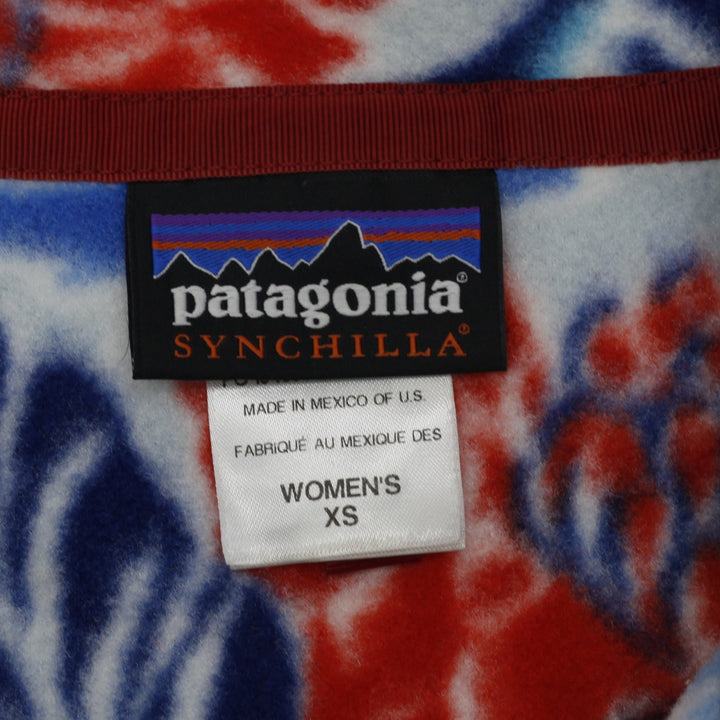 patagonia®
SYNCHILLA®
MADE IN MEXICO OF U.S.
FABRIQUÉ AU MEXIQUE DES
WOMEN'S
XS